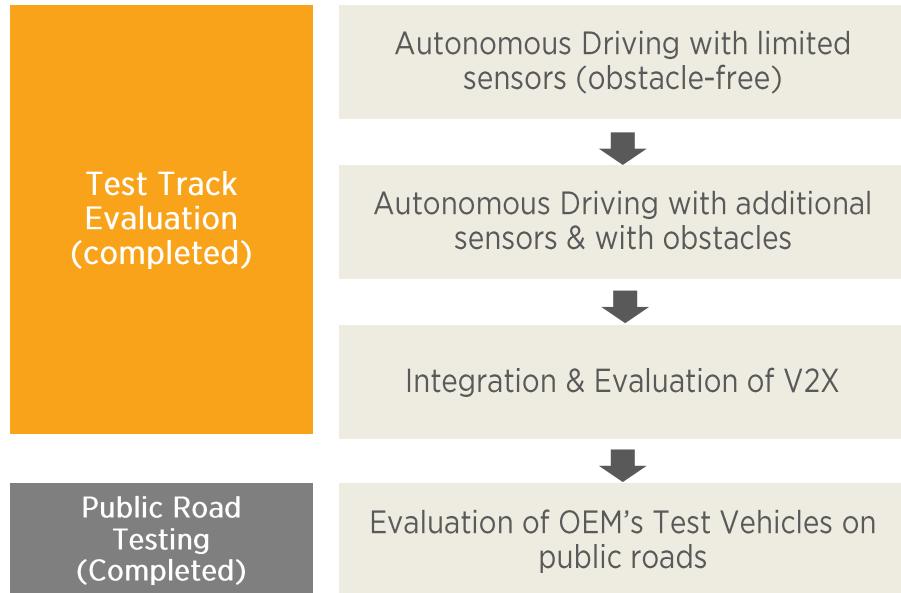 Test Track
Evaluation
(completed)
Autonomous Driving with limited
sensors (obstacle-free)
Autonomous Driving with additional
sensors & with obstacles
Integration & Evaluation of V2X
Public Road
Testing
(Completed)
Evaluation of OEM's Test Vehicles on
public roads